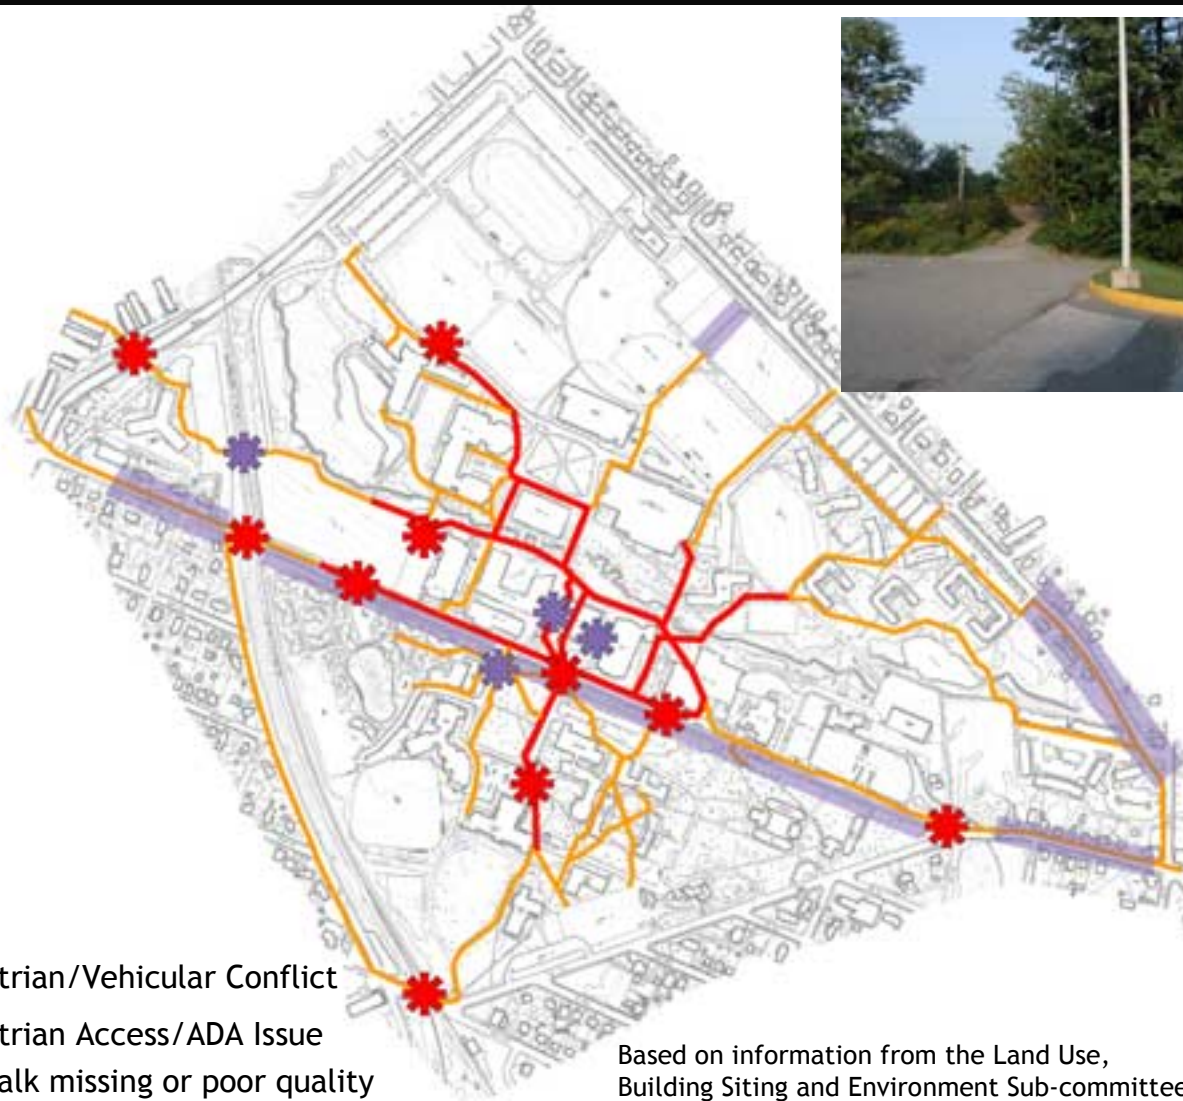 trian/Vehicular Conflict
trian Access/ADA Issue
alk missing or poor quality
Based on information from the Land Use,
Building Siting and Environment Sub-committee